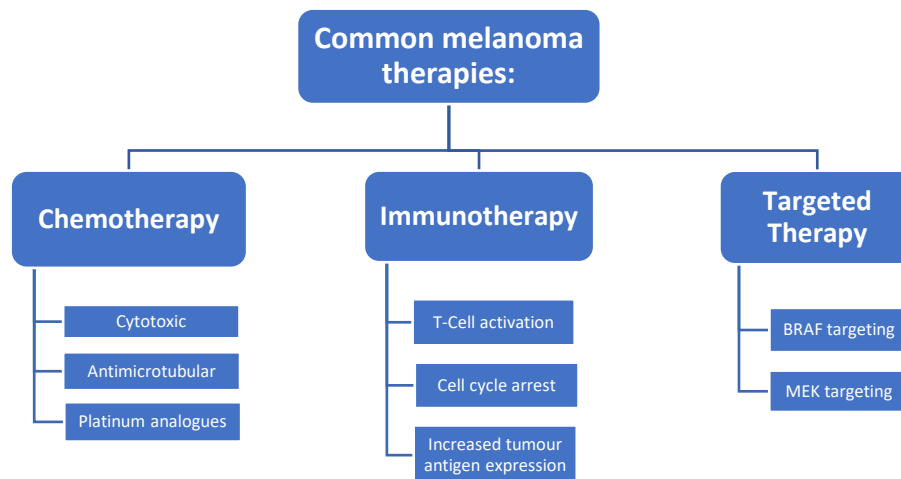 Common melanoma
therapies:
Chemotherapy
Cytotoxic
Antimicrotubular
Platinum analogues
Immunotherapy
T-Cell activation
Cell cycle arrest
Increased tumour
antigen expression
Targeted
Therapy
BRAF targeting
MEK targeting